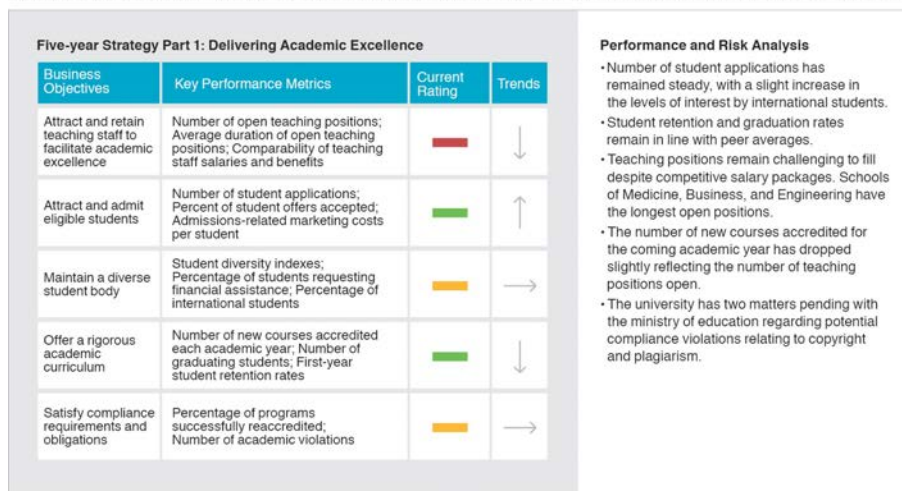 Five-year Strategy Part 1: Delivering Academic Excellence
Business
Objectives
Key Performance Metrics
Current
Rating
Trends
Attract and retain
teaching staff to
facilitate academic
excellence
Number of open teaching positions;
Average duration of open teaching
positions; Comparability of teaching
staff salaries and benefits
Attract and admit
eligible students
Number of student applications;
Percent of student offers accepted;
Admissions-related marketing costs
per student
Maintain a diverse
student body
Student diversity indexes;
Percentage of students requesting
financial assistance; Percentage of
international students
Offer a rigorous
academic
curriculum
Number of new courses accredited
each academic year; Number of
graduating students; First-year
student retention rates
Satisfy compliance
requirements and
obligations
Percentage of programs
successfully reaccredited;
Number of academic violations
Performance and Risk Analysis
• Number of student applications has
remained steady, with a slight increase in
the levels of interest by international students.
• Student retention and graduation rates
remain in line with peer averages.
• Teaching positions remain challenging to fill
despite competitive salary packages. Schools
of Medicine, Business, and Engineering have
the longest open positions.
• The number of new courses accredited for
the coming academic year has dropped
slightly reflecting the number of teaching
positions open.
• The university has two matters pending with
the ministry of education regarding potential
compliance violations relating to copyright
and plagiarism.